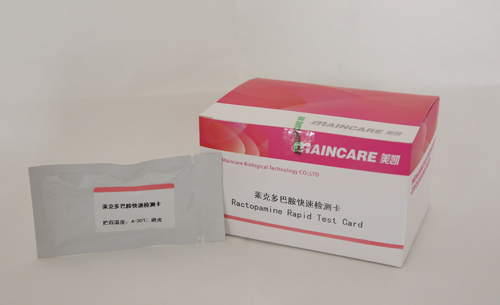 MAINCARE 美凯
MAINCARE 美凯
Maincare Biological Technology CO.,LTD
莱克多巴胺快速检测卡
Ractopamine Rapid Test Card
莱克多巴胺快速检测卡
贮存温度：4-30℃ 避光